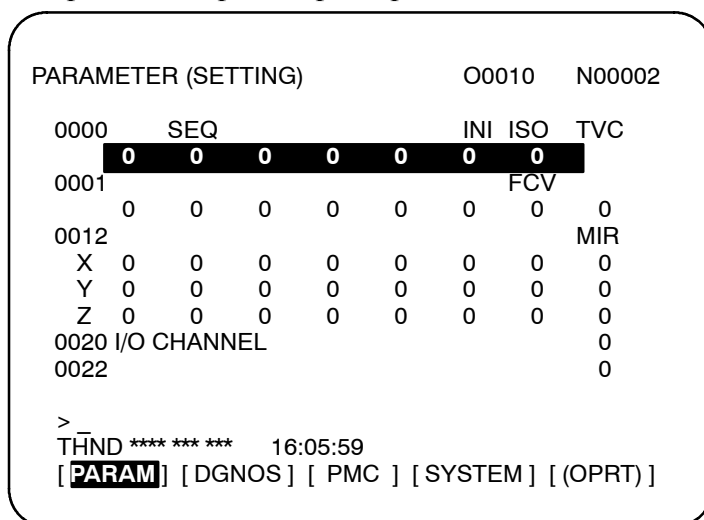 PARAMETER (SETTING) O0010 N00002
0000 SEQ INI ISO TVC
0 0 0 0 0 0 0
0001 FCV
0 0 0 0 0 0 0 0
0012 MIR
X 0 0 0 0 0 0 0 0
Y 0 0 0 0 0 0 0 0
Z 0 0 0 0 0 0 0 0
0020 I/O CHANNEL 0
0022 0
> _
THND **** *** *** 16:05:59
[ PARAM ] [ DGNOS ] [ PMC ] [ SYSTEM ] [ (OPRT) ]